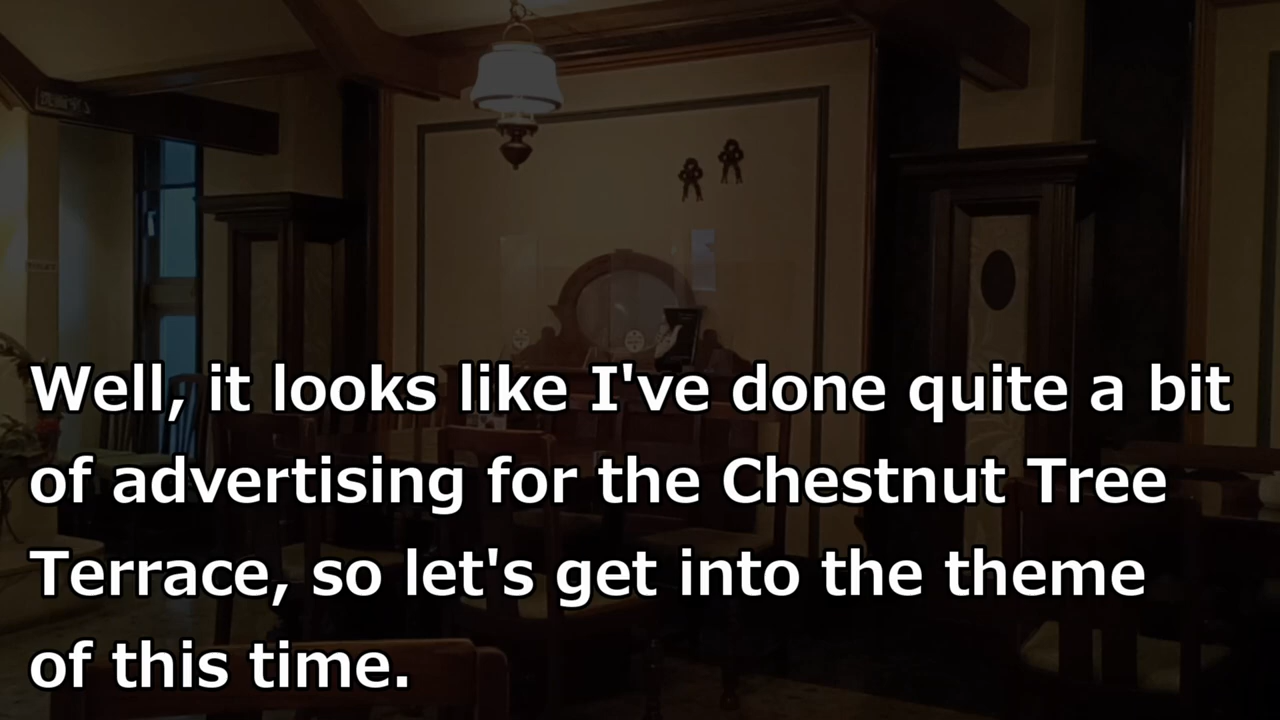 Well, it looks like I've done quite a bit
of advertising for the Chestnut Tree
Terrace, so let's get into the theme
of this time.